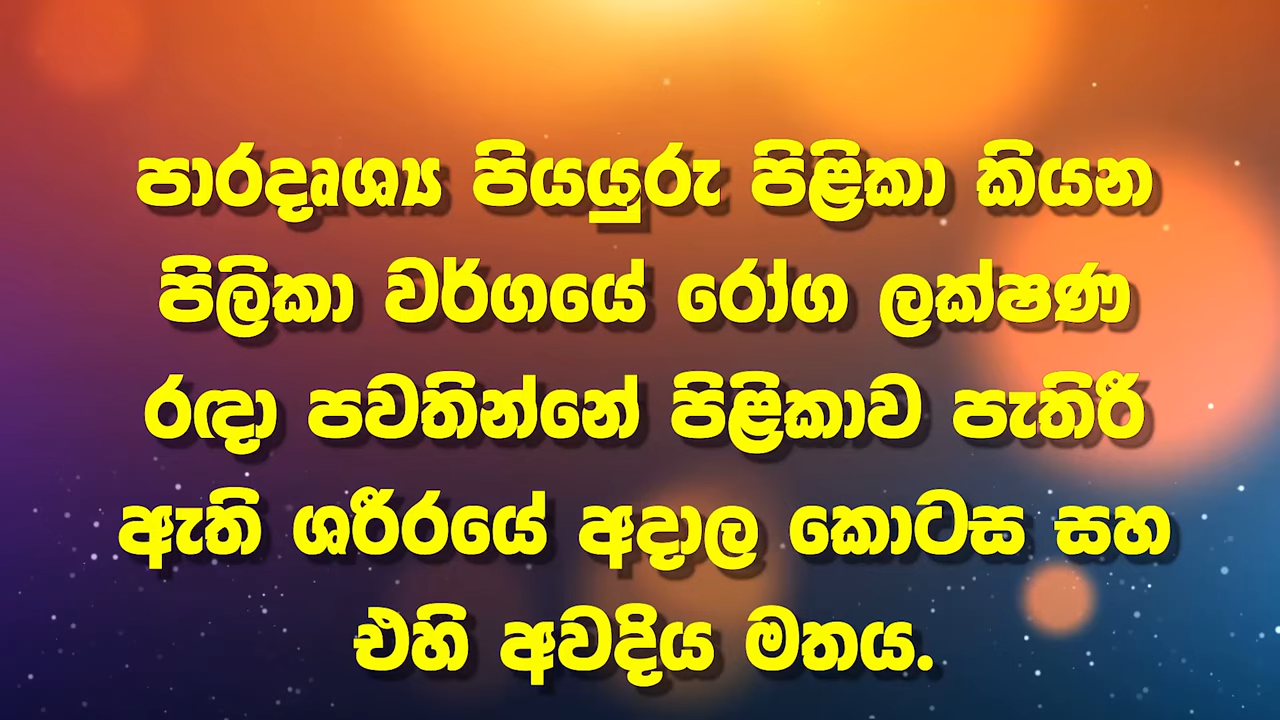 පාරදෘශ්‍ය පියයුරු පිළිකා කියන
පිලිකා වර්ගයේ රෝග ලක්ෂණ
රඳා පවතින්නේ පිළිකාව පැතිරී
ඇති ශරීරයේ අදාල කොටස සහ
එහි අවදිය මතය.